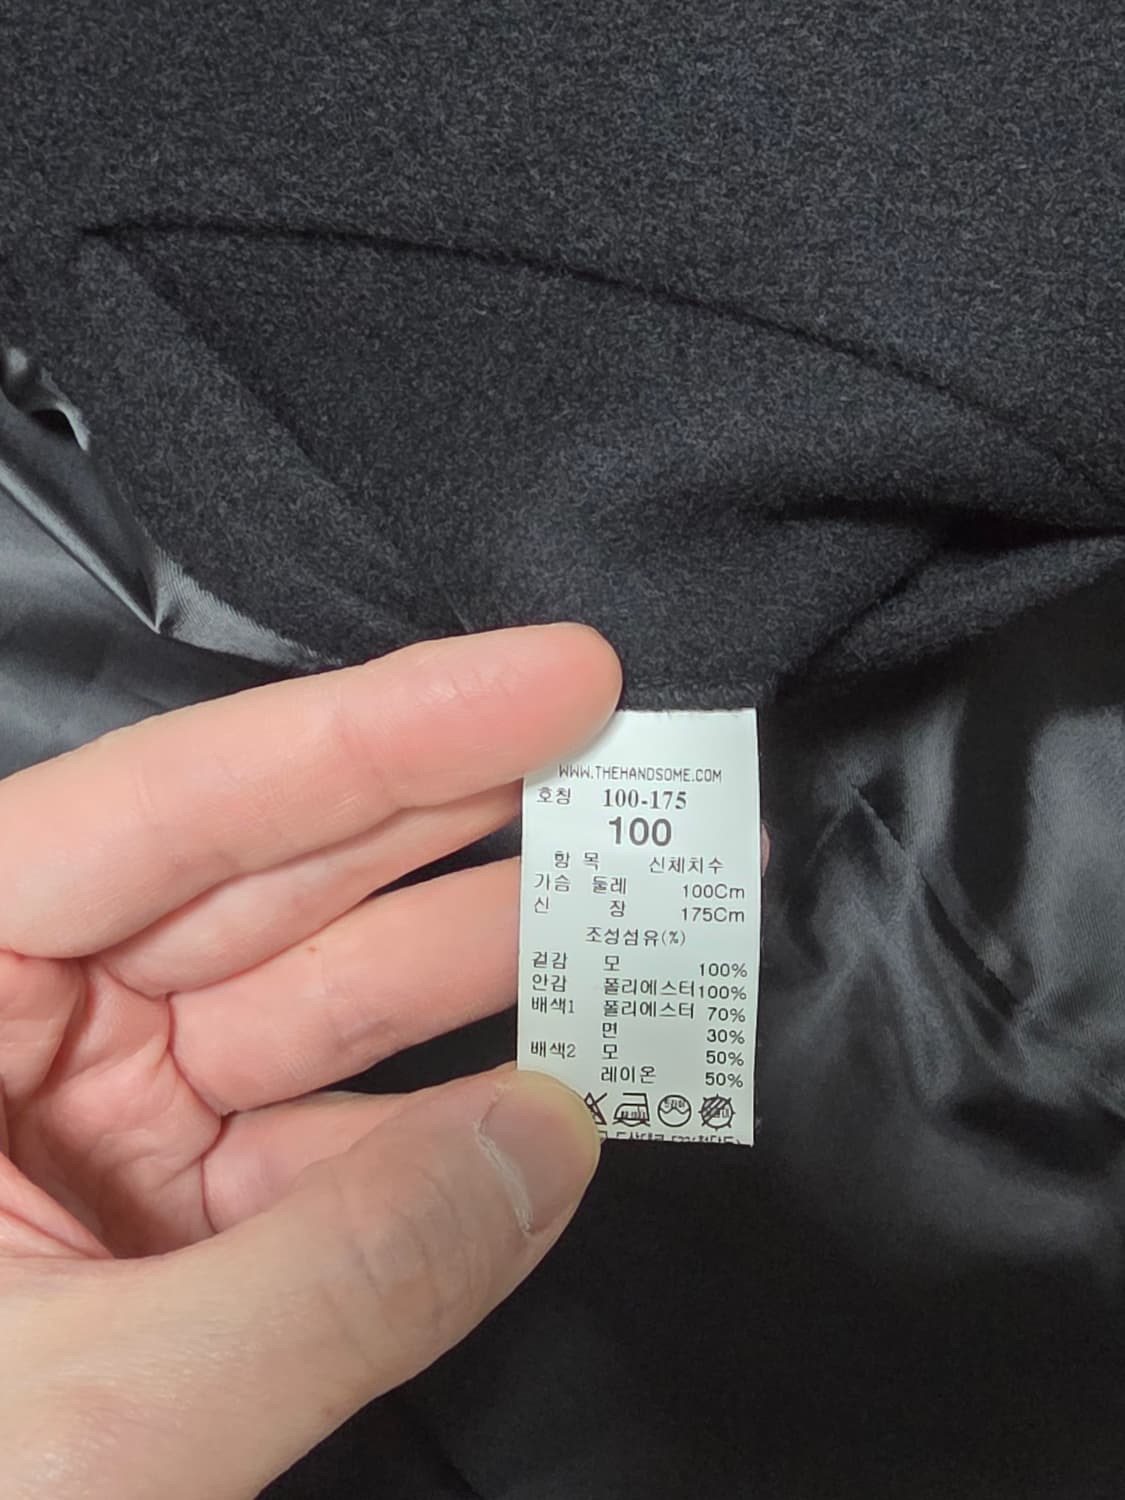 WWW.THEHANDSOME.COM
호칭 100-175
100
항 목 신체치수
가슴 둘레 100Cm
신 장 175Cm
조성섬유(%)
겉감 모 100%
안감 폴리에스터 100%
배색1 폴리에스터 70%
면 30%
배색2 모 50%
레이온 50%